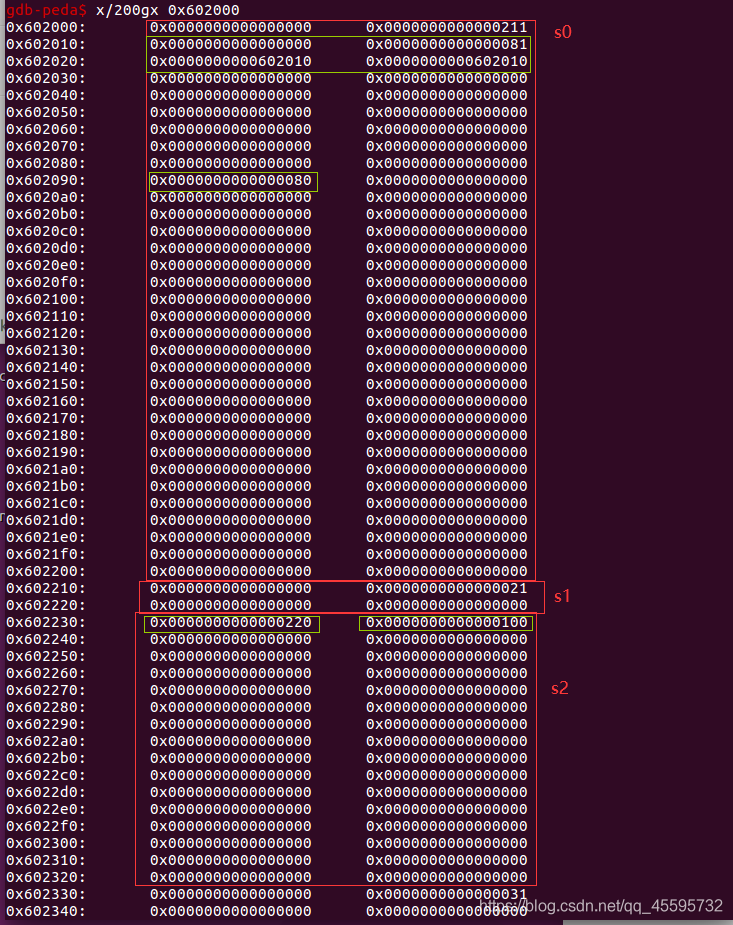 gdb-peda$ x/200gx 0x602000
0x602000: 0x0000000000000000 0x0000000000000211
s0
0x602010: 0x0000000000000000 0x0000000000000081
0x602020: 0x0000000000602010 0x0000000000602010
0x602030: 0x0000000000000000 0x0000000000000000
0x602040: 0x0000000000000000 0x0000000000000000
0x602050: 0x0000000000000000 0x0000000000000000
0x602060: 0x0000000000000000 0x0000000000000000
0x602070: 0x0000000000000000 0x0000000000000000
0x602080: 0x0000000000000000 0x0000000000000000
0x602090: 0x0000000000000080 0x0000000000000000
0x6020a0: 0x0000000000000000 0x0000000000000000
0x6020b0: 0x0000000000000000 0x0000000000000000
0x6020c0: 0x0000000000000000 0x0000000000000000
0x6020d0: 0x0000000000000000 0x0000000000000000
0x6020e0: 0x0000000000000000 0x0000000000000000
0x6020f0: 0x0000000000000000 0x0000000000000000
0x602100: 0x0000000000000000 0x0000000000000000
0x602110: 0x0000000000000000 0x0000000000000000
0x602120: 0x0000000000000000 0x0000000000000000
0x602130: 0x0000000000000000 0x0000000000000000
0x602140: 0x0000000000000000 0x0000000000000000
0x602150: 0x0000000000000000 0x0000000000000000
0x602160: 0x0000000000000000 0x0000000000000000
0x602170: 0x0000000000000000 0x0000000000000000
0x602180: 0x0000000000000000 0x0000000000000000
0x602190: 0x0000000000000000 0x0000000000000000
0x6021a0: 0x0000000000000000 0x0000000000000000
0x6021b0: 0x0000000000000000 0x0000000000000000
0x6021c0: 0x0000000000000000 0x0000000000000000
0x6021d0: 0x0000000000000000 0x0000000000000000
0x6021e0: 0x0000000000000000 0x0000000000000000
0x6021f0: 0x0000000000000000 0x0000000000000000
0x602200: 0x0000000000000000 0x0000000000000000
0x602210: 0x0000000000000000 0x0000000000000021
s1
0x602220: 0x0000000000000000 0x0000000000000000
0x602230: 0x0000000000000220 0x0000000000000100
0x602240: 0x0000000000000000 0x0000000000000000
0x602250: 0x0000000000000000 0x0000000000000000
0x602260: 0x0000000000000000 0x0000000000000000
0x602270: 0x0000000000000000 0x0000000000000000
s2
0x602280: 0x0000000000000000 0x0000000000000000
0x602290: 0x0000000000000000 0x0000000000000000
0x6022a0: 0x0000000000000000 0x0000000000000000
0x6022b0: 0x0000000000000000 0x0000000000000000
0x6022c0: 0x0000000000000000 0x0000000000000000
0x6022d0: 0x0000000000000000 0x0000000000000000
0x6022e0: 0x0000000000000000 0x0000000000000000
0x6022f0: 0x0000000000000000 0x0000000000000000
0x602300: 0x0000000000000000 0x0000000000000000
0x602310: 0x0000000000000000 0x0000000000000000
0x602320: 0x0000000000000000 0x0000000000000000
0x602330: 0x0000000000000000 0x0000000000000031
0x602340: 0x0000000000000000 0x0000000000000000
https://blog.csdn.net/qq_45595732